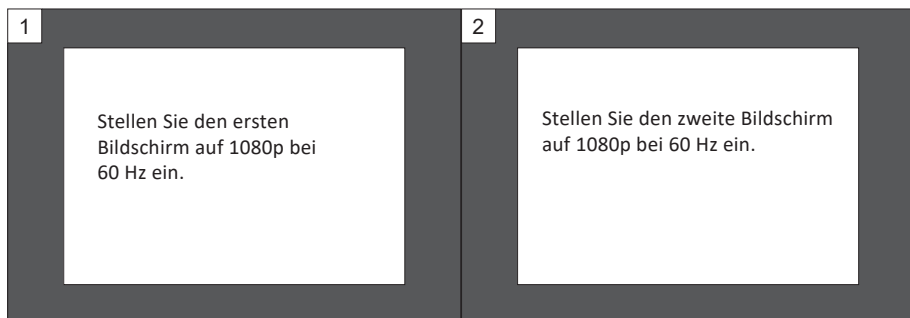 1
Stellen Sie den ersten
Bildschirm auf 1080p bei
60 Hz ein.
2
Stellen Sie den zweite Bildschirm
auf 1080p bei 60 Hz ein.